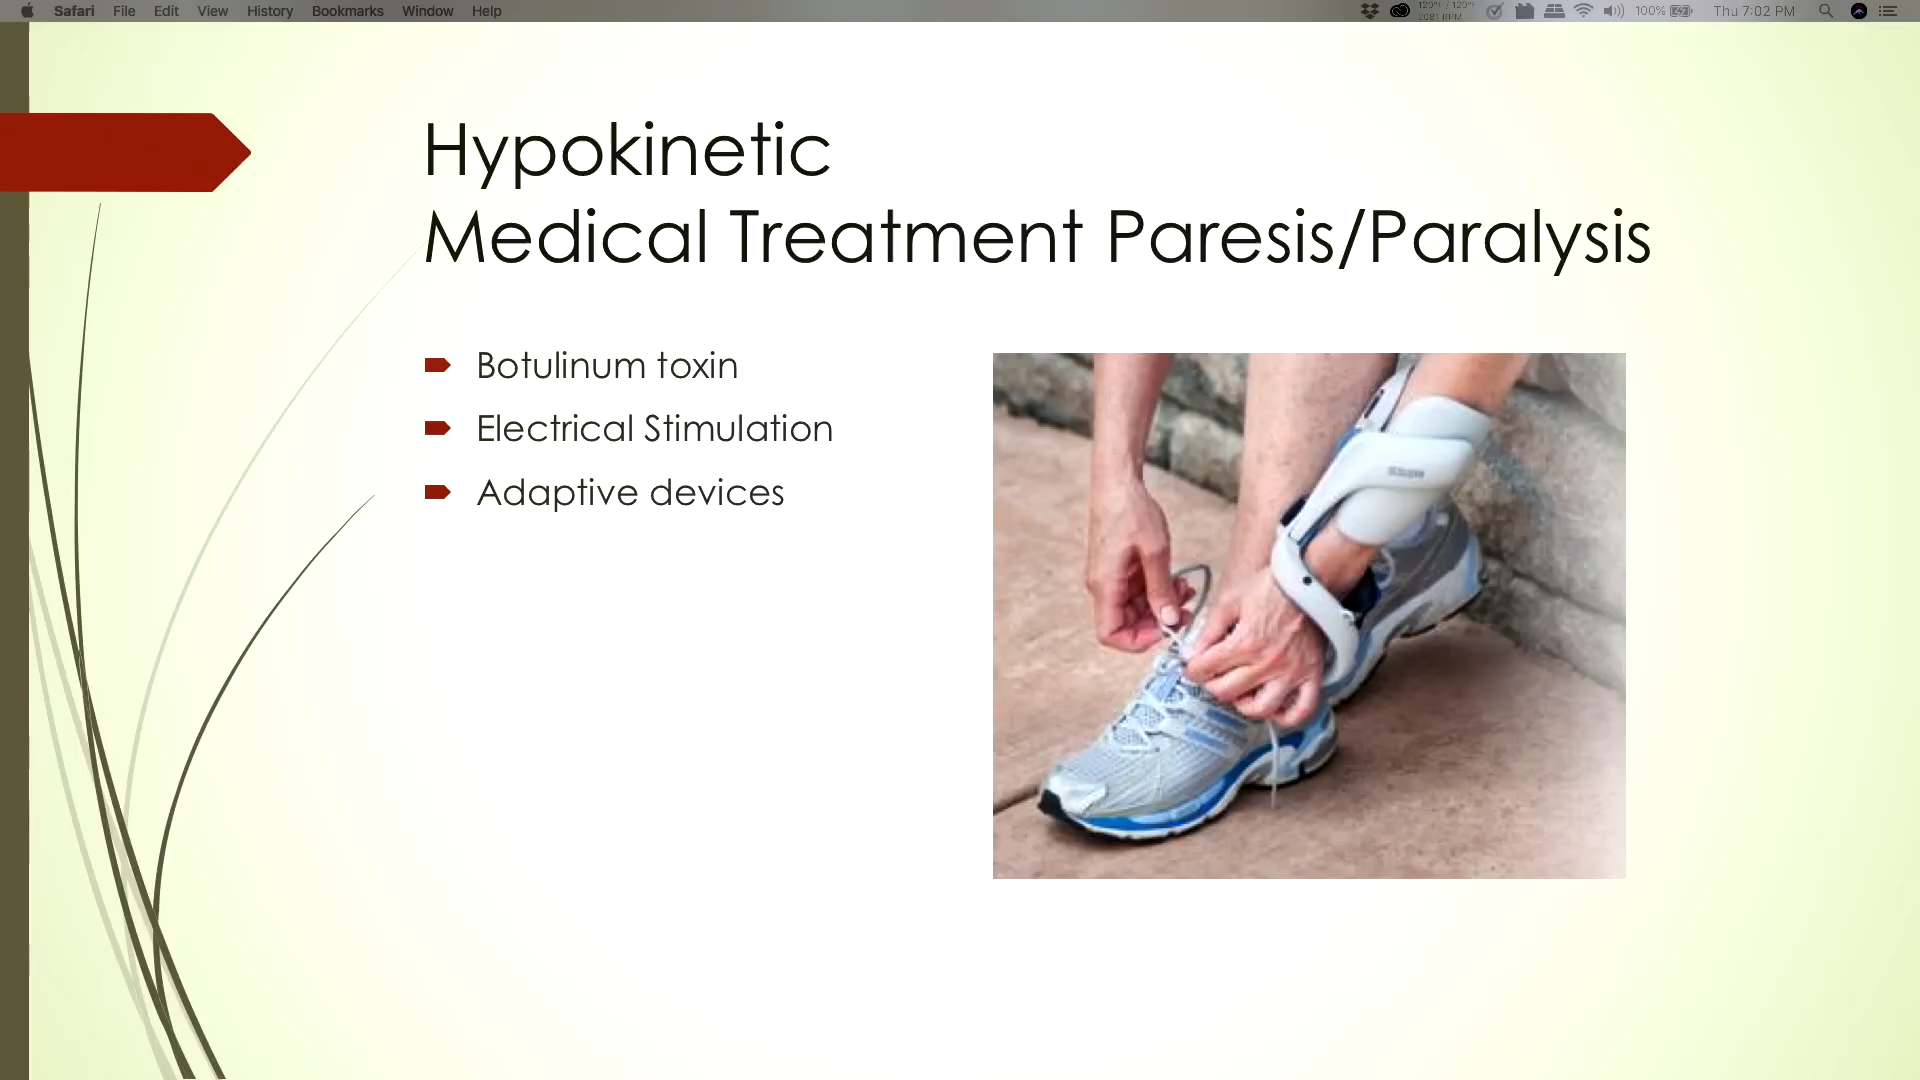 Safari File Edit View History Bookmarks Window Help 100% Thu 7:02 PM
Hypokinetic
Medical Treatment Paresis/Paralysis
Botulinum toxin
Electrical Stimulation
Adaptive devices